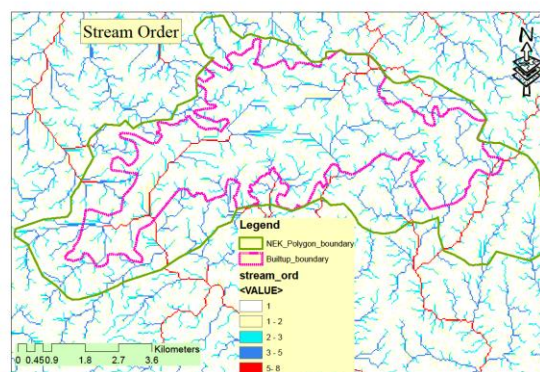 Stream Order
N
Legend
NEK_Polygon_boundary
Builtup_boundary
stream_ord
<VALUE>
1
1 - 2
2 - 3
3 - 5
5 - 8
Kilometers
0 0.450.9 1.8 2.7 3.6